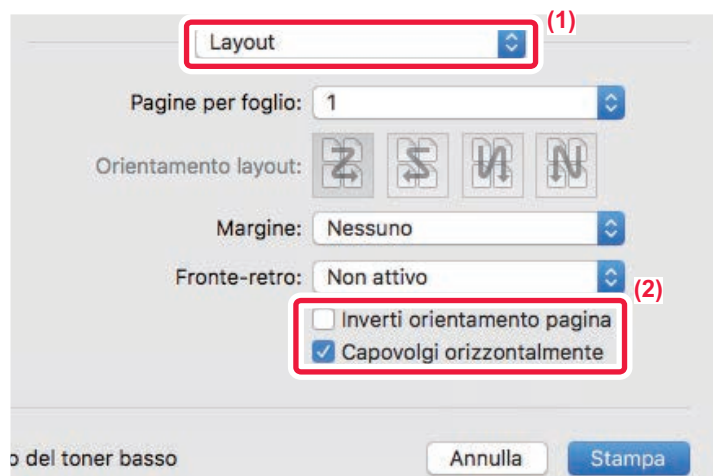 (1)
Layout
Pagine per foglio: 1
Orientamento layout:
Margine: Nessuno
Fronte-retro: Non attivo
(2)
Inverti orientamento pagina
Capovolgi orizzontalmente
o del toner basso Annulla Stampa